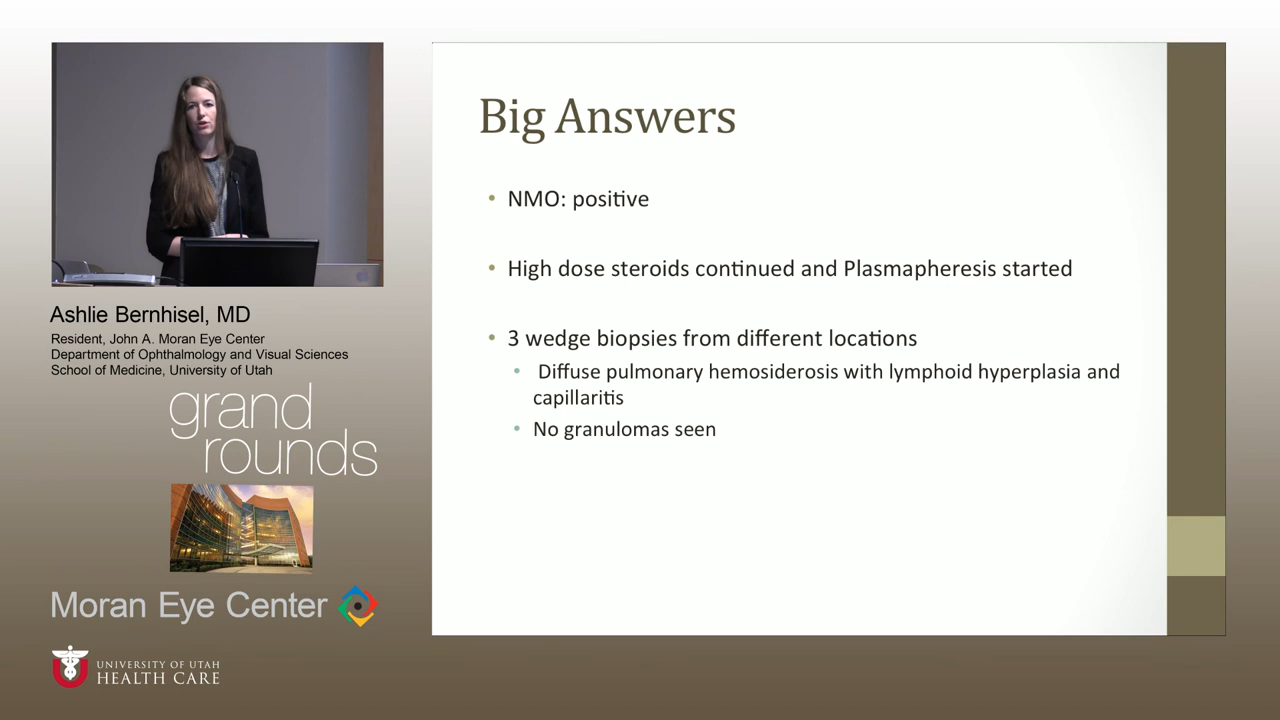 Big Answers
• NMO: positive
• High dose steroids continued and Plasmapheresis started
• 3 wedge biopsies from different locations
• Diffuse pulmonary hemosiderosis with lymphoid hyperplasia and
capillaritis
• No granulomas seen
Ashlie Bernhisel, MD
Resident, John A. Moran Eye Center
Department of Ophthalmology and Visual Sciences
School of Medicine, University of Utah
grand
rounds
Moran Eye Center
UNIVERSITY OF UTAH
HEALTH CARE